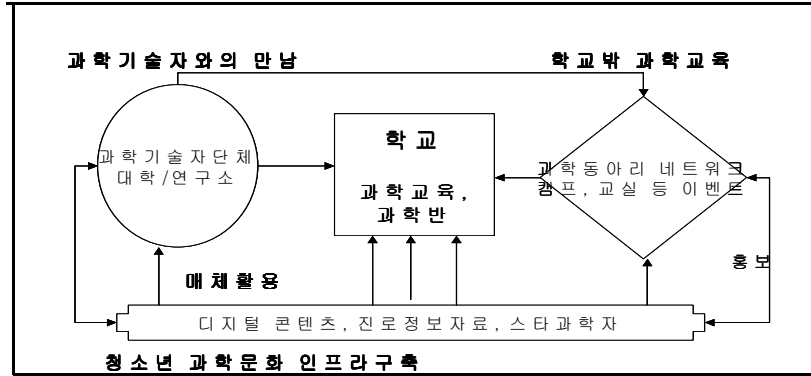 과학기술자와의 만남
학교밖 과학교육
과학기술자단체
대학/연구소
학교
과학교육,
과학반
과학동아리 네트워크
캠프, 교실 등 이벤트
홍보
매체활용
디지털 콘텐츠, 진로정보자료, 스타과학자
청소년 과학문화 인프라구축